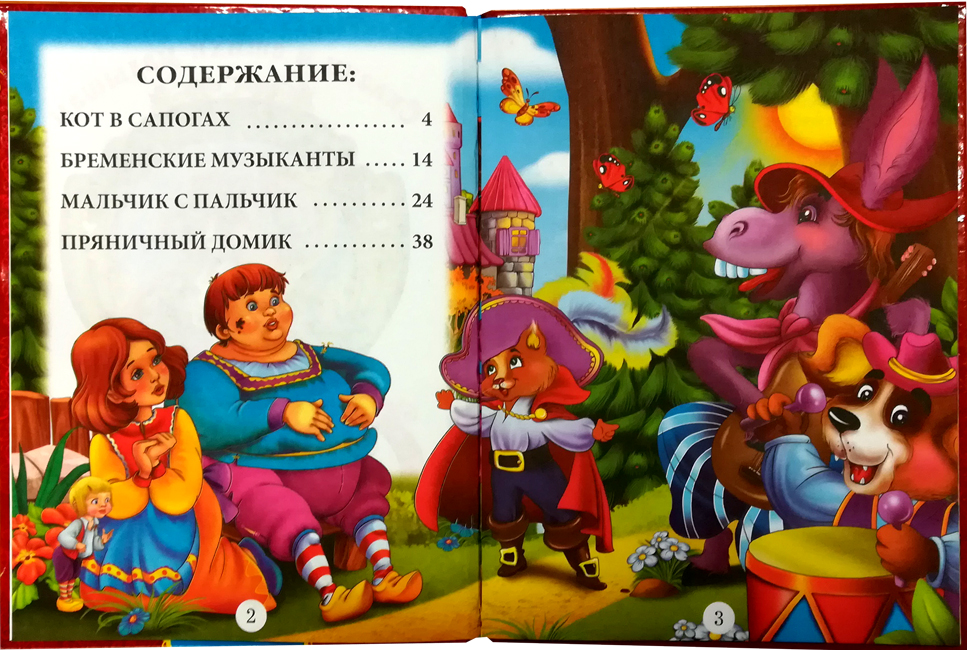 СОДЕРЖАНИЕ:
КОТ В САПОГАХ ................. 4
БРЕМЕНСКИЕ МУЗЫКАНТЫ ..... 14
МАЛЬЧИК С ПАЛЬЧИК .......... 24
ПРЯНИЧНЫЙ ДОМИК ........... 38
2
3